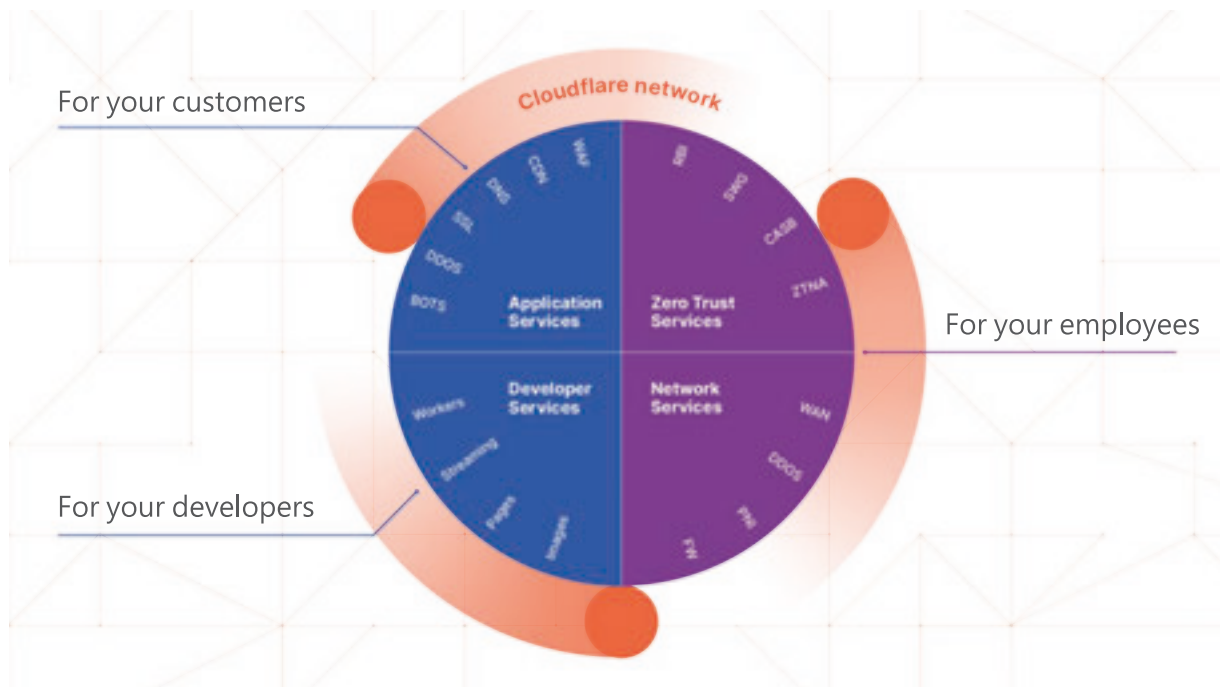 Cloudflare network
For your customers
WAF
CDN
DNS
SSL
DDOS
BOTS
Application
Services
RBI
SWG
CASB
ZTNA
Zero Trust
Services
For your employees
Developer
Services
Workers
Streaming
Pages
Images
Network
Services
WAN
DDOS
PNI
FW
For your developers